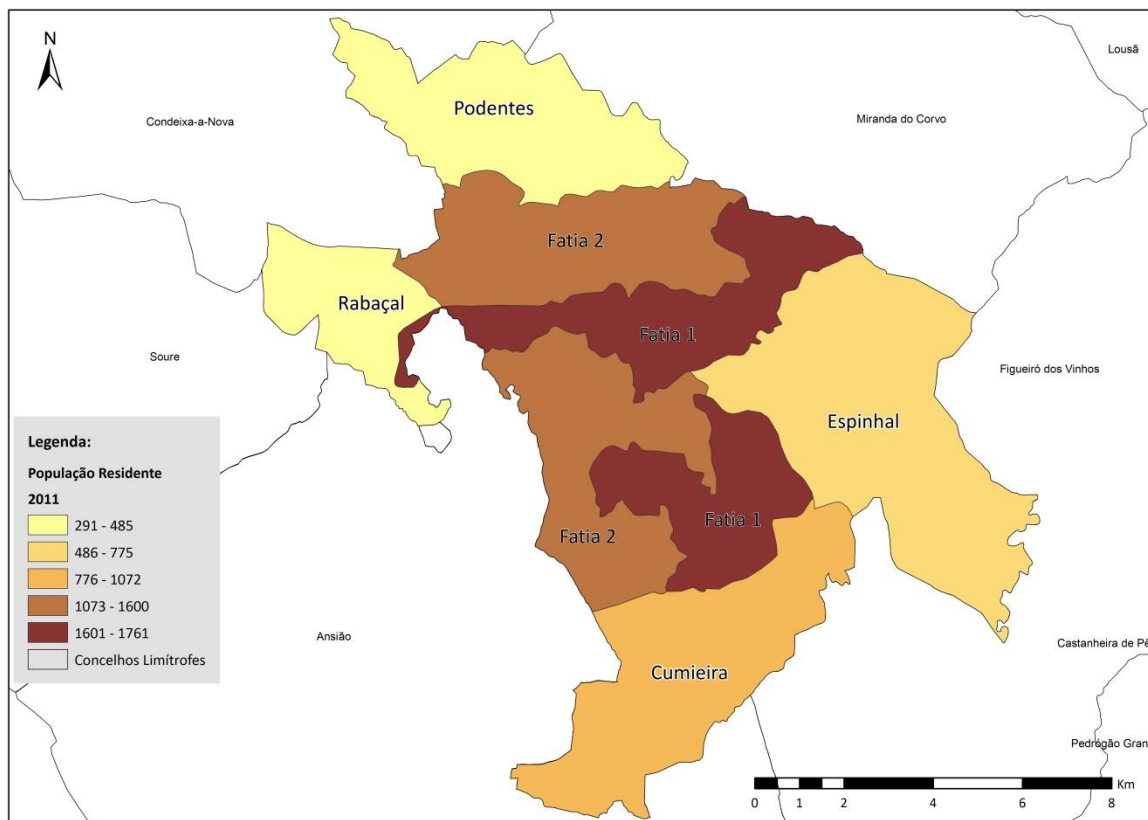 N
Lousã
Podentes
Condeixa-a-Nova
Miranda do Corvo
Fatia 2
Rabaçal
Fatia 1
Soure
Figueiró dos Vinhos
Espinhal
Legenda:
População Residente
2011
291 - 485
486 - 775
776 - 1072
1073 - 1600
1601 - 1761
Concelhos Limítrofes
Fatia 1
Fatia 2
Ansião
Castanheira de Pê
Cumieira
Pedrógão Gran
Km
0 1 2 4 6 8